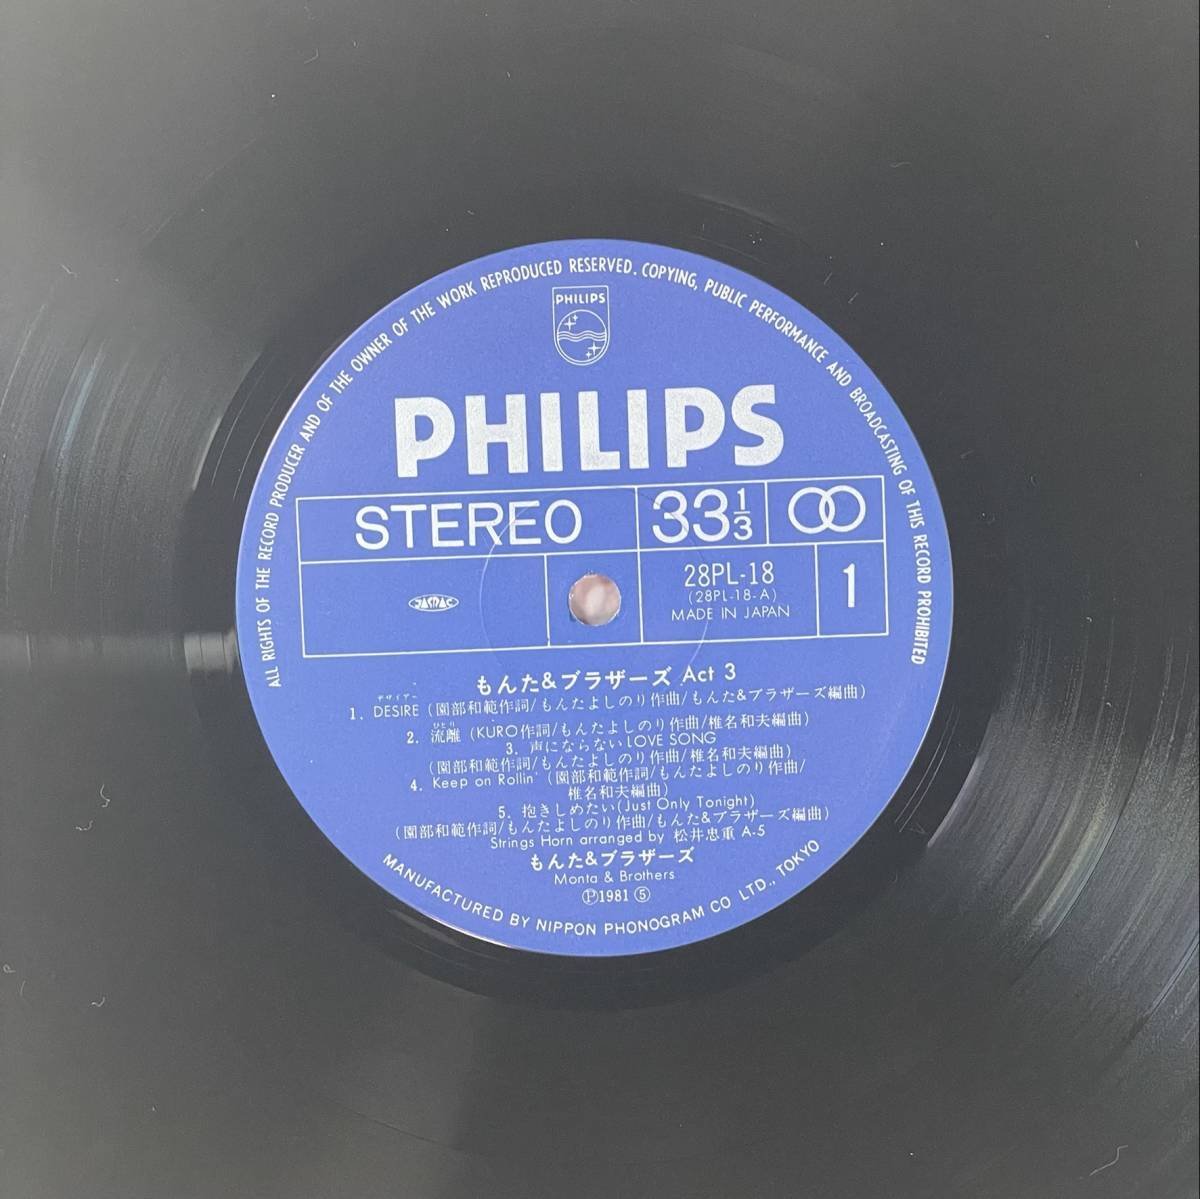 ALL RIGHTS OF THE RECORD PRODUCER AND OF THE OWNER OF THE WORK REPRODUCED RESERVED. COPYING, PUBLIC PERFORMANCE AND BROADCASTING OF THIS RECORD PROHIBITED
PHILIPS
PHILIPS
STEREO 33 1/3
28PL-18
(28PL-18-A)
MADE IN JAPAN
1
JASRAC
もんた&ブラザーズ Act 3
デザイアー
1. DESIRE (園部和範作詞/もんたよしのり作曲/もんた&ブラザーズ編曲)
ひとり
2. 流離 (KURO作詞/もんたよしのり作曲/椎名和夫編曲)
3. 声にならないLOVE SONG
(園部和範作詞/もんたよしのり作曲/椎名和夫編曲)
4. Keep on Rollin' (園部和範作詞/もんたよしのり作曲/
椎名和夫編曲)
5. 抱きしめたい(Just Only Tonight)
(園部和範作詞/もんたよしのり作曲/もんた&ブラザーズ編曲)
Strings Horn arranged by 松井忠重 A-5
もんた&ブラザーズ
Monta & Brothers
Ⓟ1981 ⑤
MANUFACTURED BY NIPPON PHONOGRAM CO LTD., TOKYO